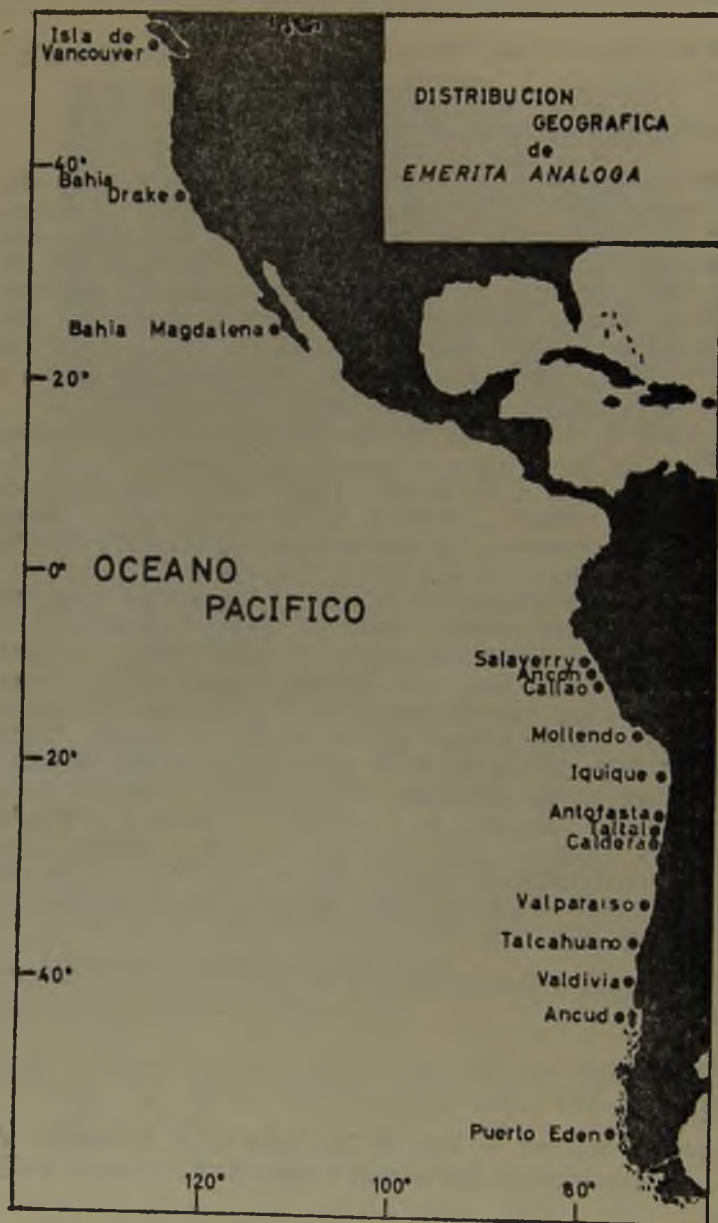 Isla de
Vancouver
DISTRIBUCION
GEOGRAFICA
de
EMERITA ANALOGA
40°
Bahia
Drake
Bahia Magdalena
20°
0°
OCEANO
PACIFICO
Salaverry
Ancon
Callao
Mollendo
20°
Iquique
Antofasta
Taltal
Caldera
Valparaiso
Talcahuano
40°
Valdivia
Ancud
Puerto Eden
120°
100°
80°